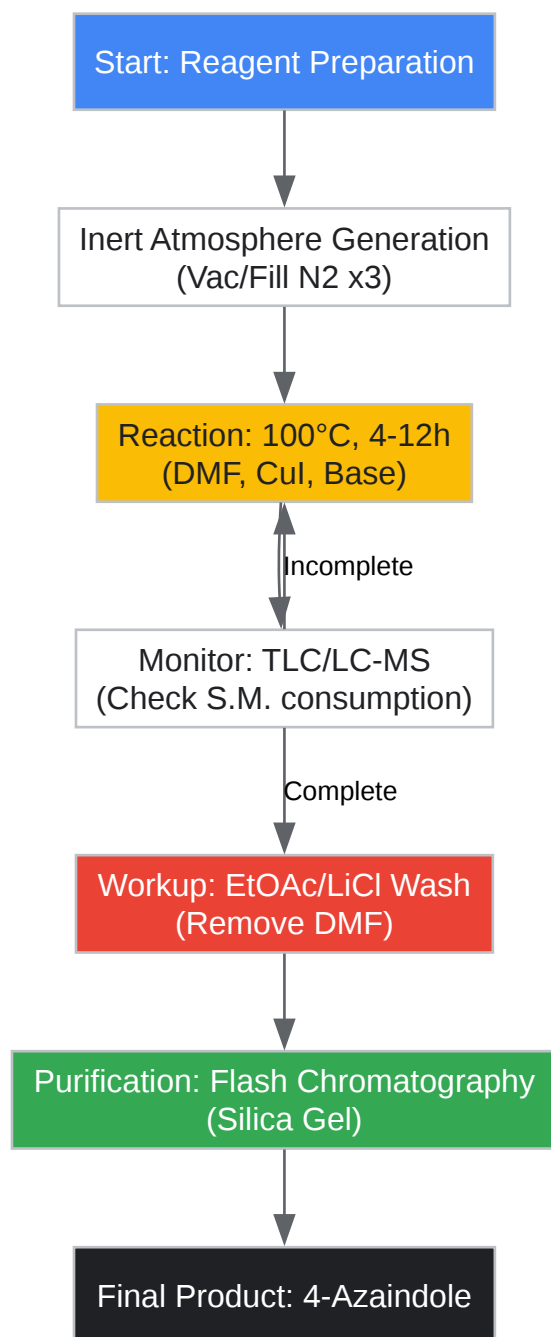 Start: Reagent Preparation
Inert Atmosphere Generation
(Vac/Fill N2 x3)
Reaction: 100°C, 4-12h
(DMF, CuI, Base)
Incomplete
Monitor: TLC/LC-MS
(Check S.M. consumption)
Complete
Workup: EtOAc/LiCl Wash
(Remove DMF)
Purification: Flash Chromatography
(Silica Gel)
Final Product: 4-Azaindole